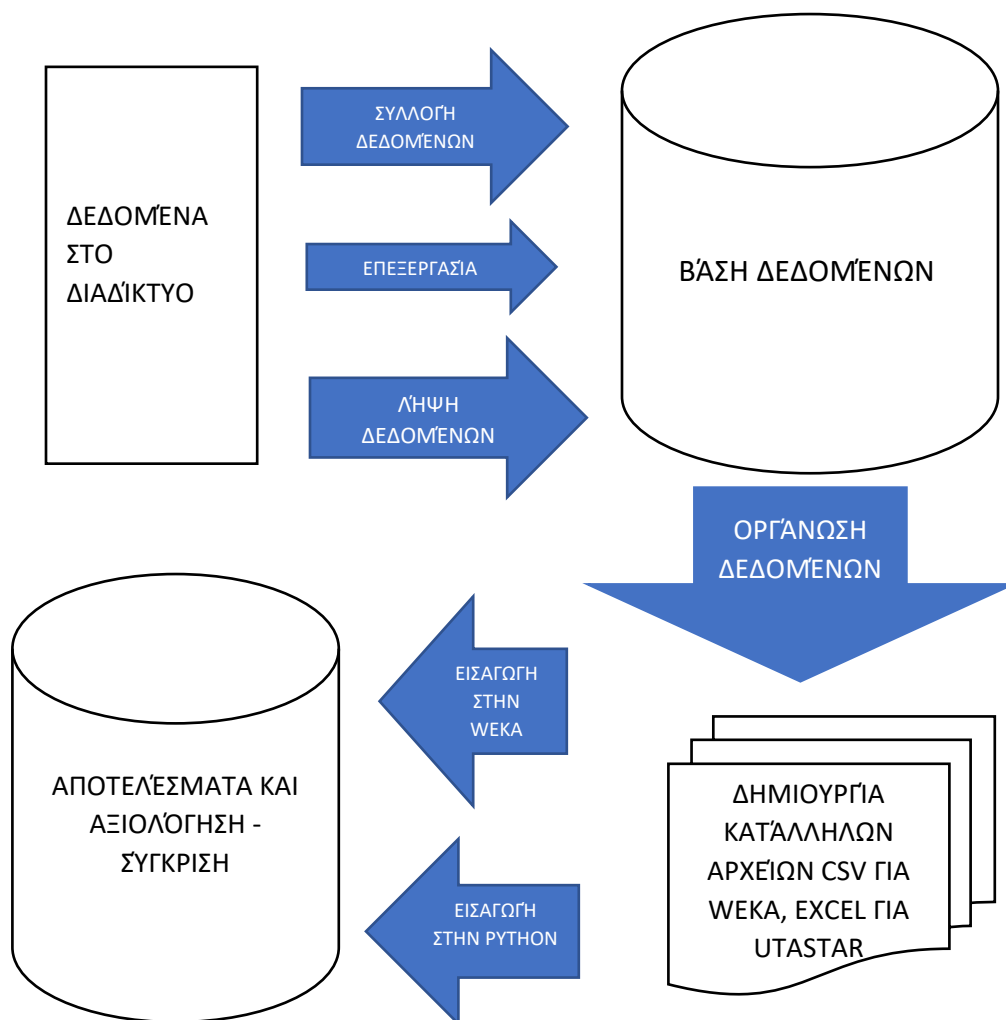 ΣΥΛΛΟΓΉ
ΔΕΔΟΜΈΝΩΝ
ΔΕΔΟΜΈΝΑ
ΣΤΟ
ΔΙΑΔΊΚΤΥΟ
ΕΠΕΞΕΡΓΑΣΊΑ
ΒΆΣΗ ΔΕΔΟΜΈΝΩΝ
ΛΉΨΗ
ΔΕΔΟΜΈΝΩΝ
ΟΡΓΆΝΩΣΗ
ΔΕΔΟΜΈΝΩΝ
ΔΗΜΙΟΥΡΓΊΑ
ΚΑΤΆΛΛΗΛΩΝ
ΑΡΧΕΊΩΝ CSV ΓΙΑ
WEKA, EXCEL ΓΙΑ
UTASTAR
ΕΙΣΑΓΩΓΗ
ΣΤΗΝ
WEKA
ΕΙΣΑΓΩΓΉ
ΣΤΗΝ PYTHON
ΑΠΟΤΕΛΈΣΜΑΤΑ ΚΑΙ
ΑΞΙΟΛΌΓΗΣΗ -
ΣΎΓΚΡΙΣΗ